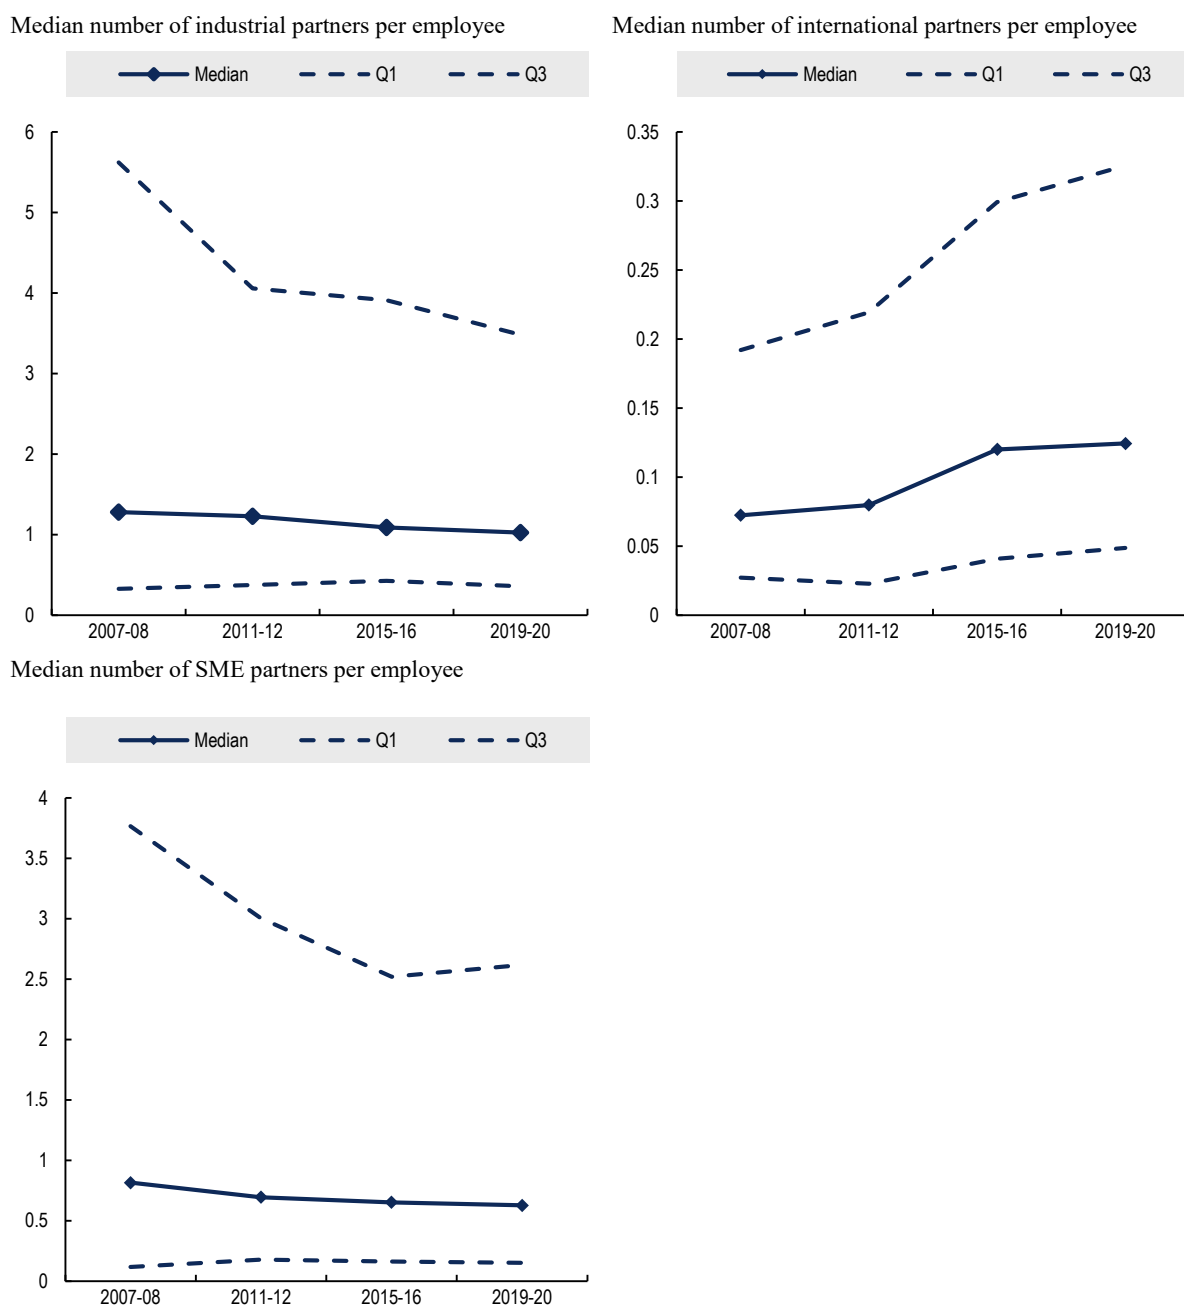 Median number of industrial partners per employee
Median Q1 Q3
6
5
4
3
2
1
0
2007-08 2011-12 2015-16 2019-20
Median number of international partners per employee
Median Q1 Q3
0.35
0.3
0.25
0.2
0.15
0.1
0.05
0
2007-08 2011-12 2015-16 2019-20
Median number of SME partners per employee
Median Q1 Q3
4
3.5
3
2.5
2
1.5
1
0.5
0
2007-08 2011-12 2015-16 2019-20